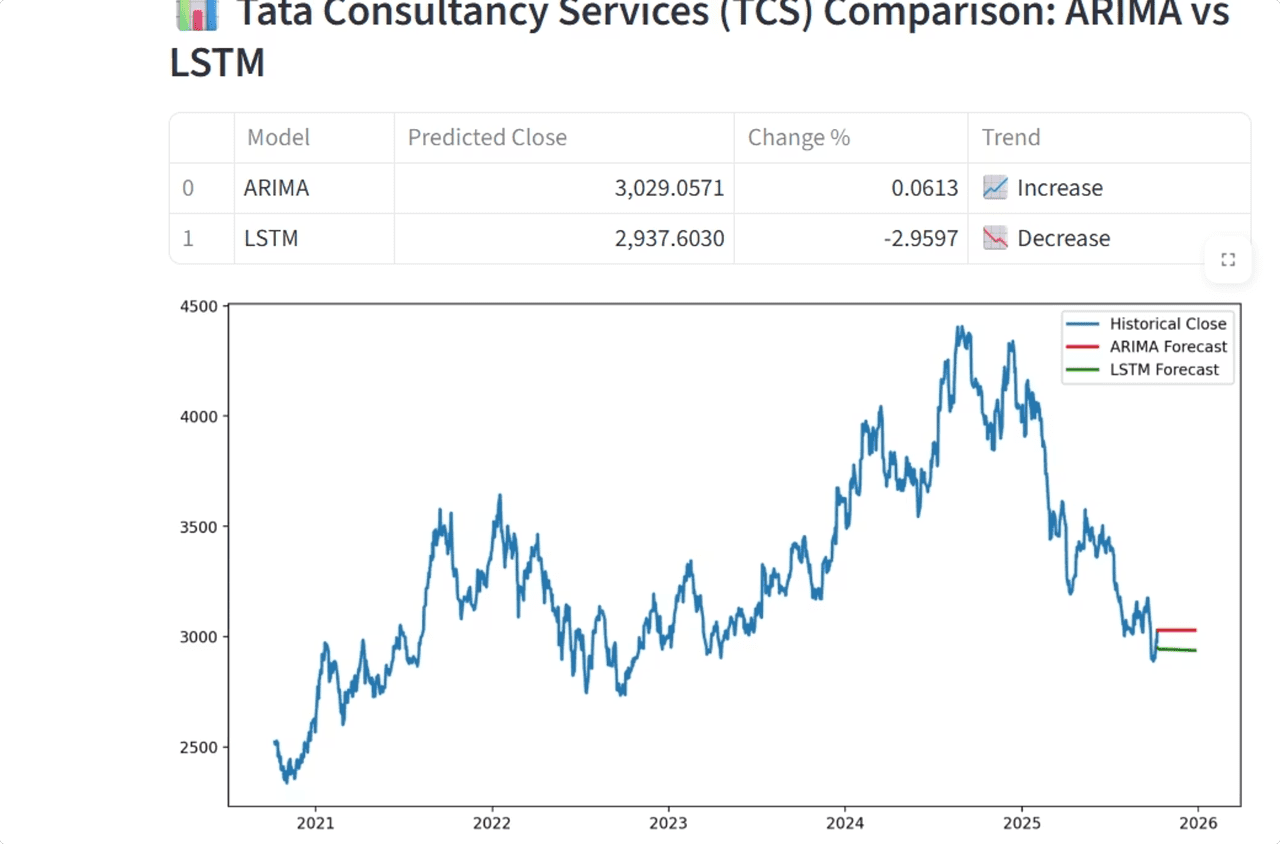 Tata Consultancy Services (TCS) Comparison: ARIMA vs
LSTM
Model Predicted Close Change % Trend
0 ARIMA 3,029.0571 0.0613 Increase
1 LSTM 2,937.6030 -2.9597 Decrease
4500
4000
3500
3000
2500
Historical Close
ARIMA Forecast
LSTM Forecast
2021 2022 2023 2024 2025 2026